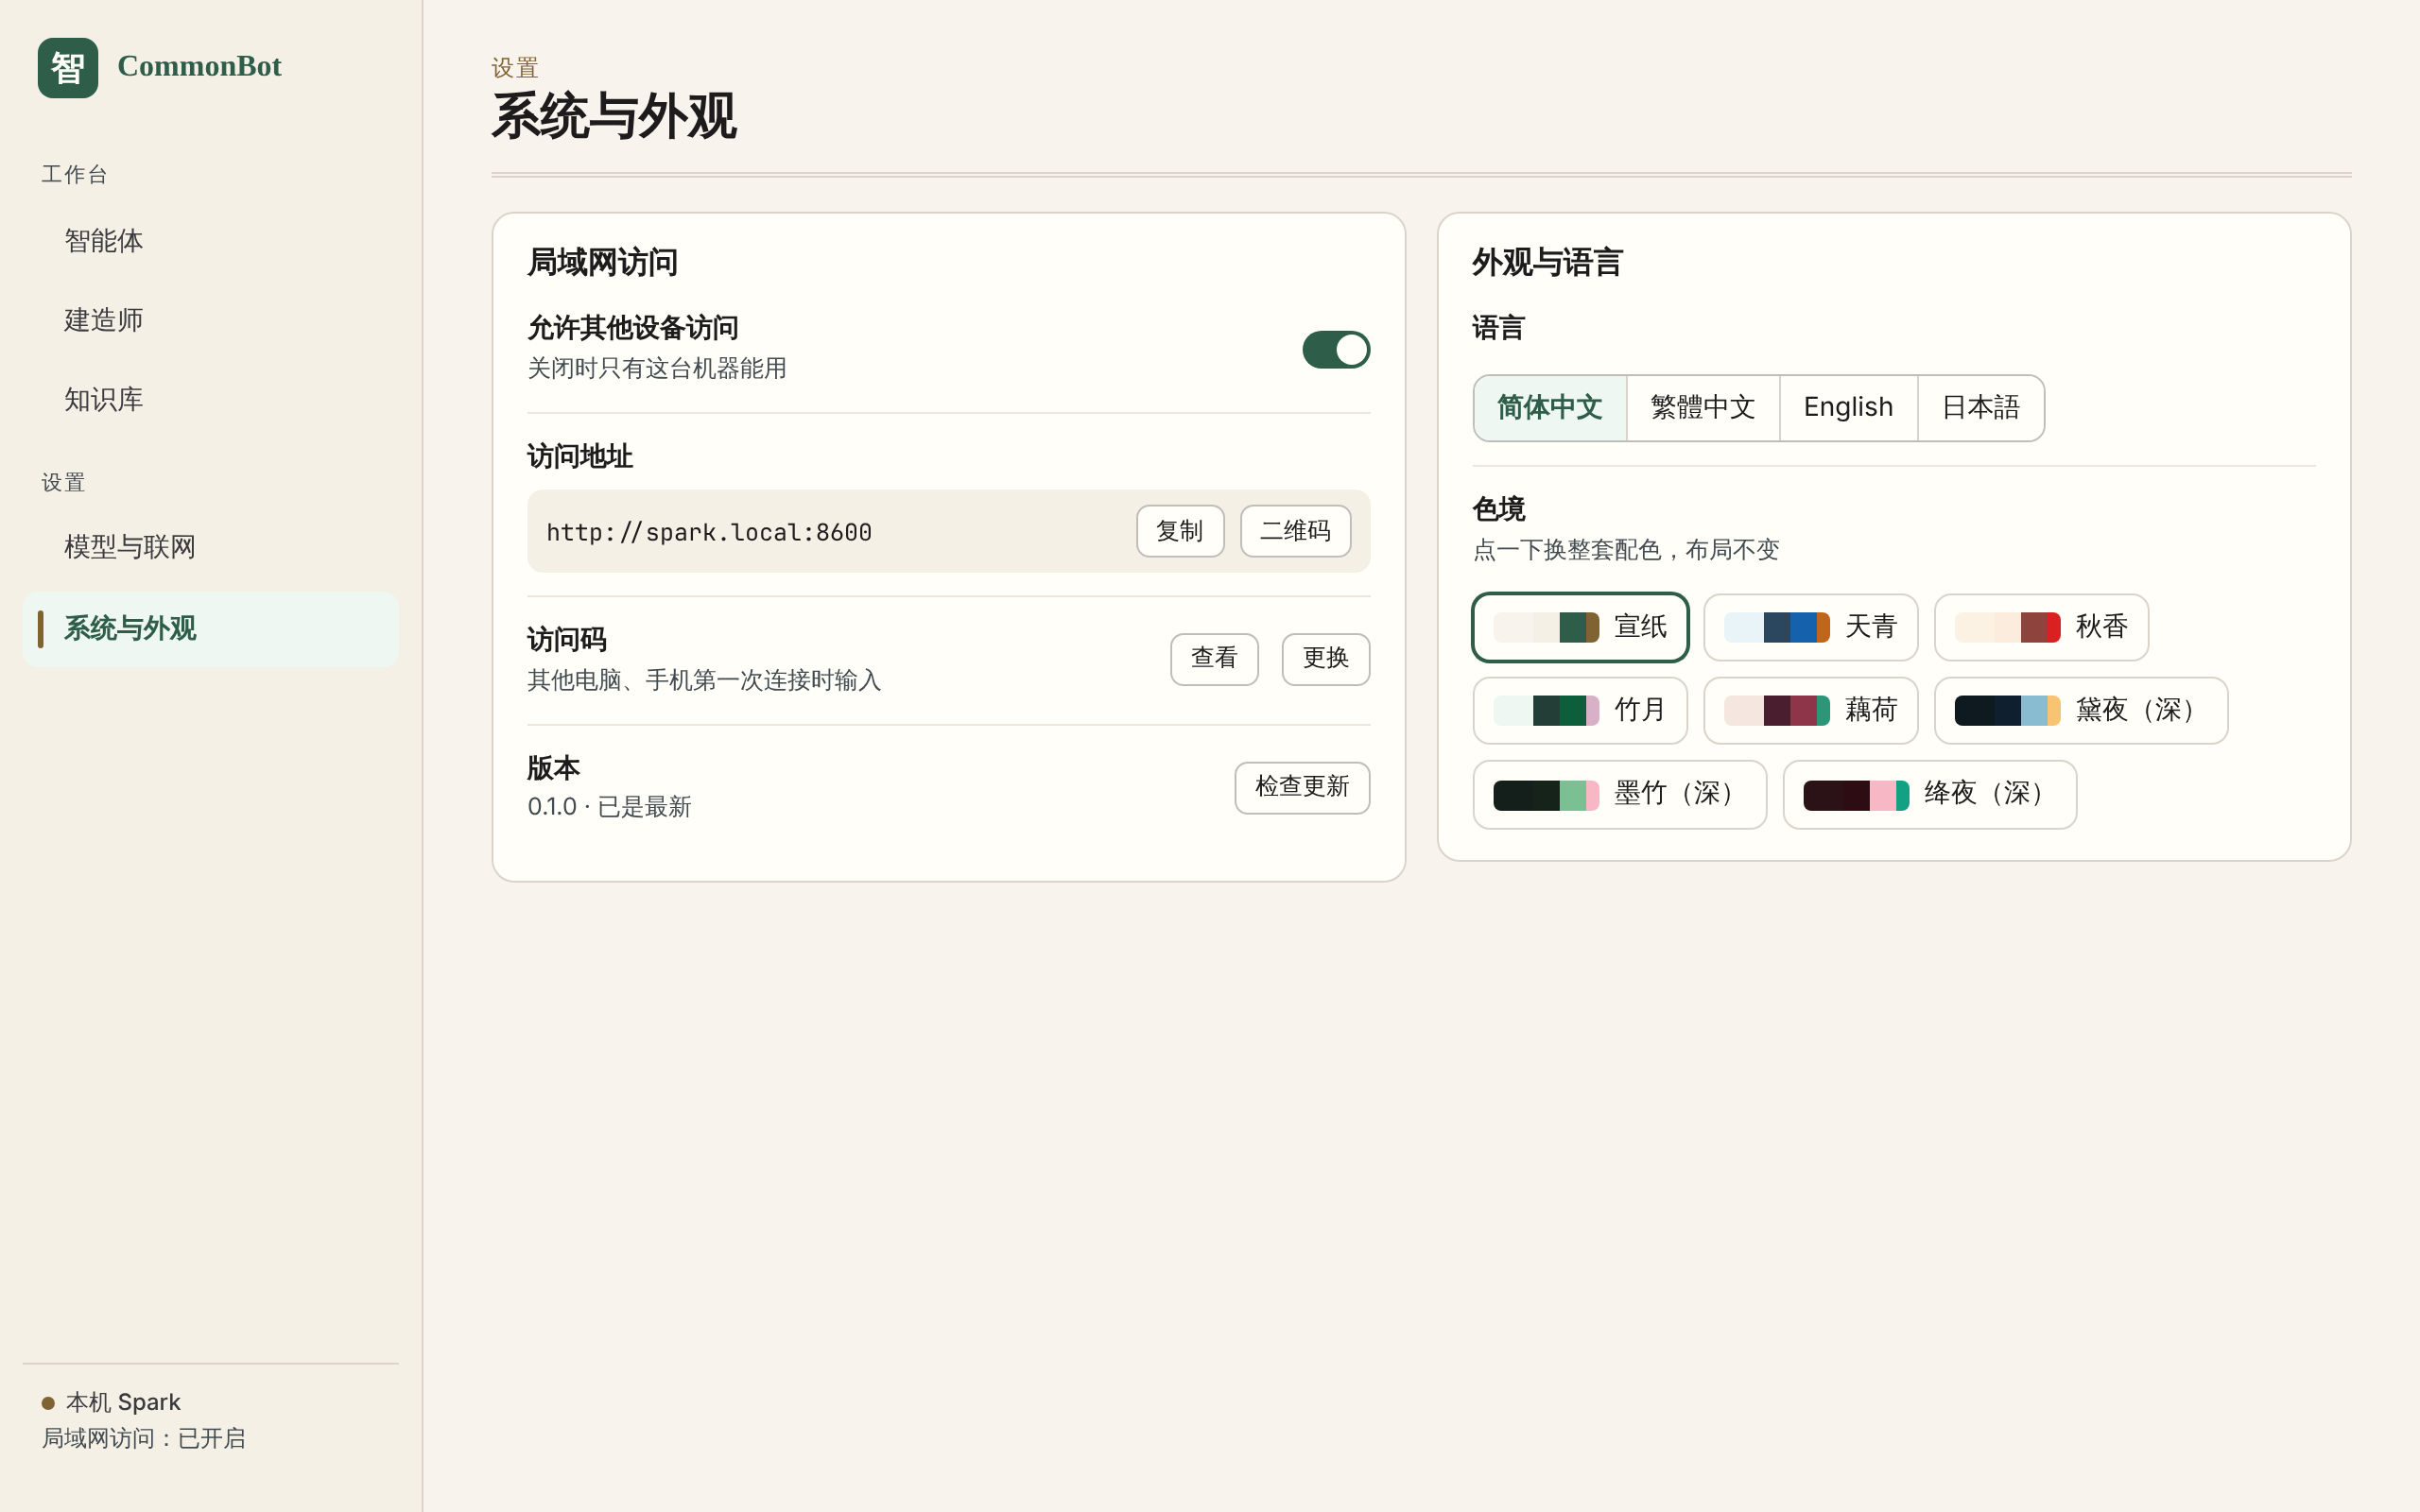 智 CommonBot
工作台
智能体
建造师
知识库
设置
模型与联网
系统与外观
本机 Spark
局域网访问：已开启
设置
系统与外观
局域网访问
允许其他设备访问
关闭时只有这台机器能用
访问地址
http://spark.local:8600 复制 二维码
访问码
其他电脑、手机第一次连接时输入
查看 更换
版本
0.1.0 · 已是最新
检查更新
外观与语言
语言
简体中文 繁體中文 English 日本語
色境
点一下换整套配色，布局不变
宣纸 天青 秋香
竹月 藕荷 黛夜（深）
墨竹（深） 绛夜（深）